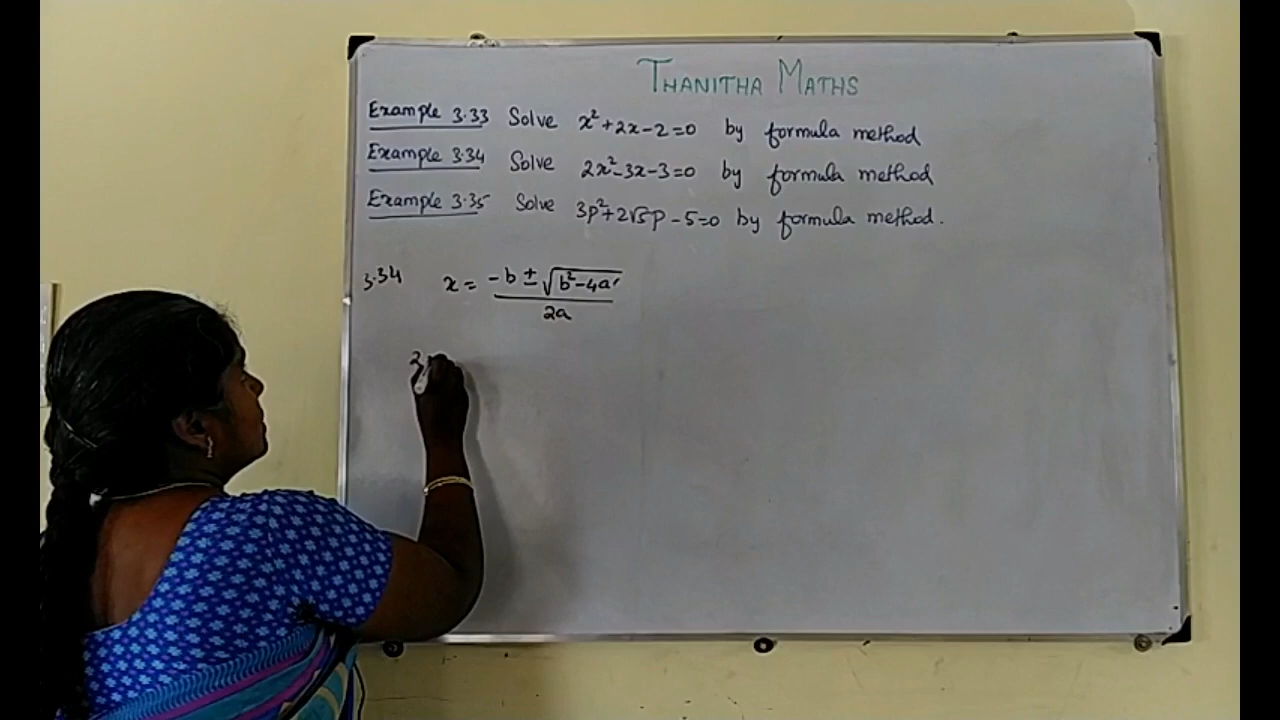 THANITHA MATHS
Example 3.33 Solve x²+2x-2=0 by formula method
Example 3.34 Solve 2x²-3x-3=0 by formula method
Example 3.35 Solve 3p²+2√5p-5=0 by formula method.
3.34 x = -b ± √b²-4a
2a
2